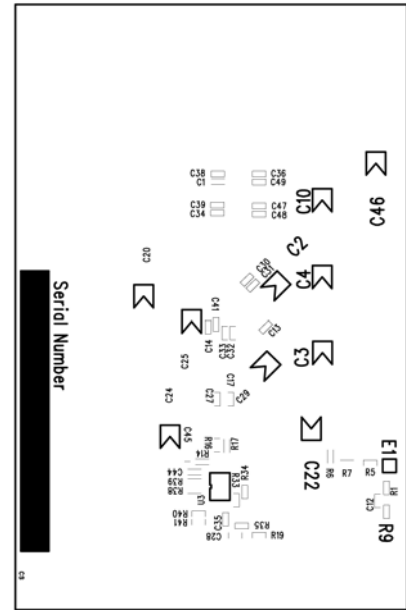 C38
C1
C36
C49
C39
C34
C47
C48
C10
C46
C20
C2
C30
C31
C4
Serial Number
C41
C14
C33
C32
C13
C25
C3
C17
C24
C27
C29
C45
R16
R17
R14
C44
R39
R38
U3
R33
R34
C22
R6
R7
R5
E1
R1
C12
R9
R40
R41
C35
C28
R35
R19